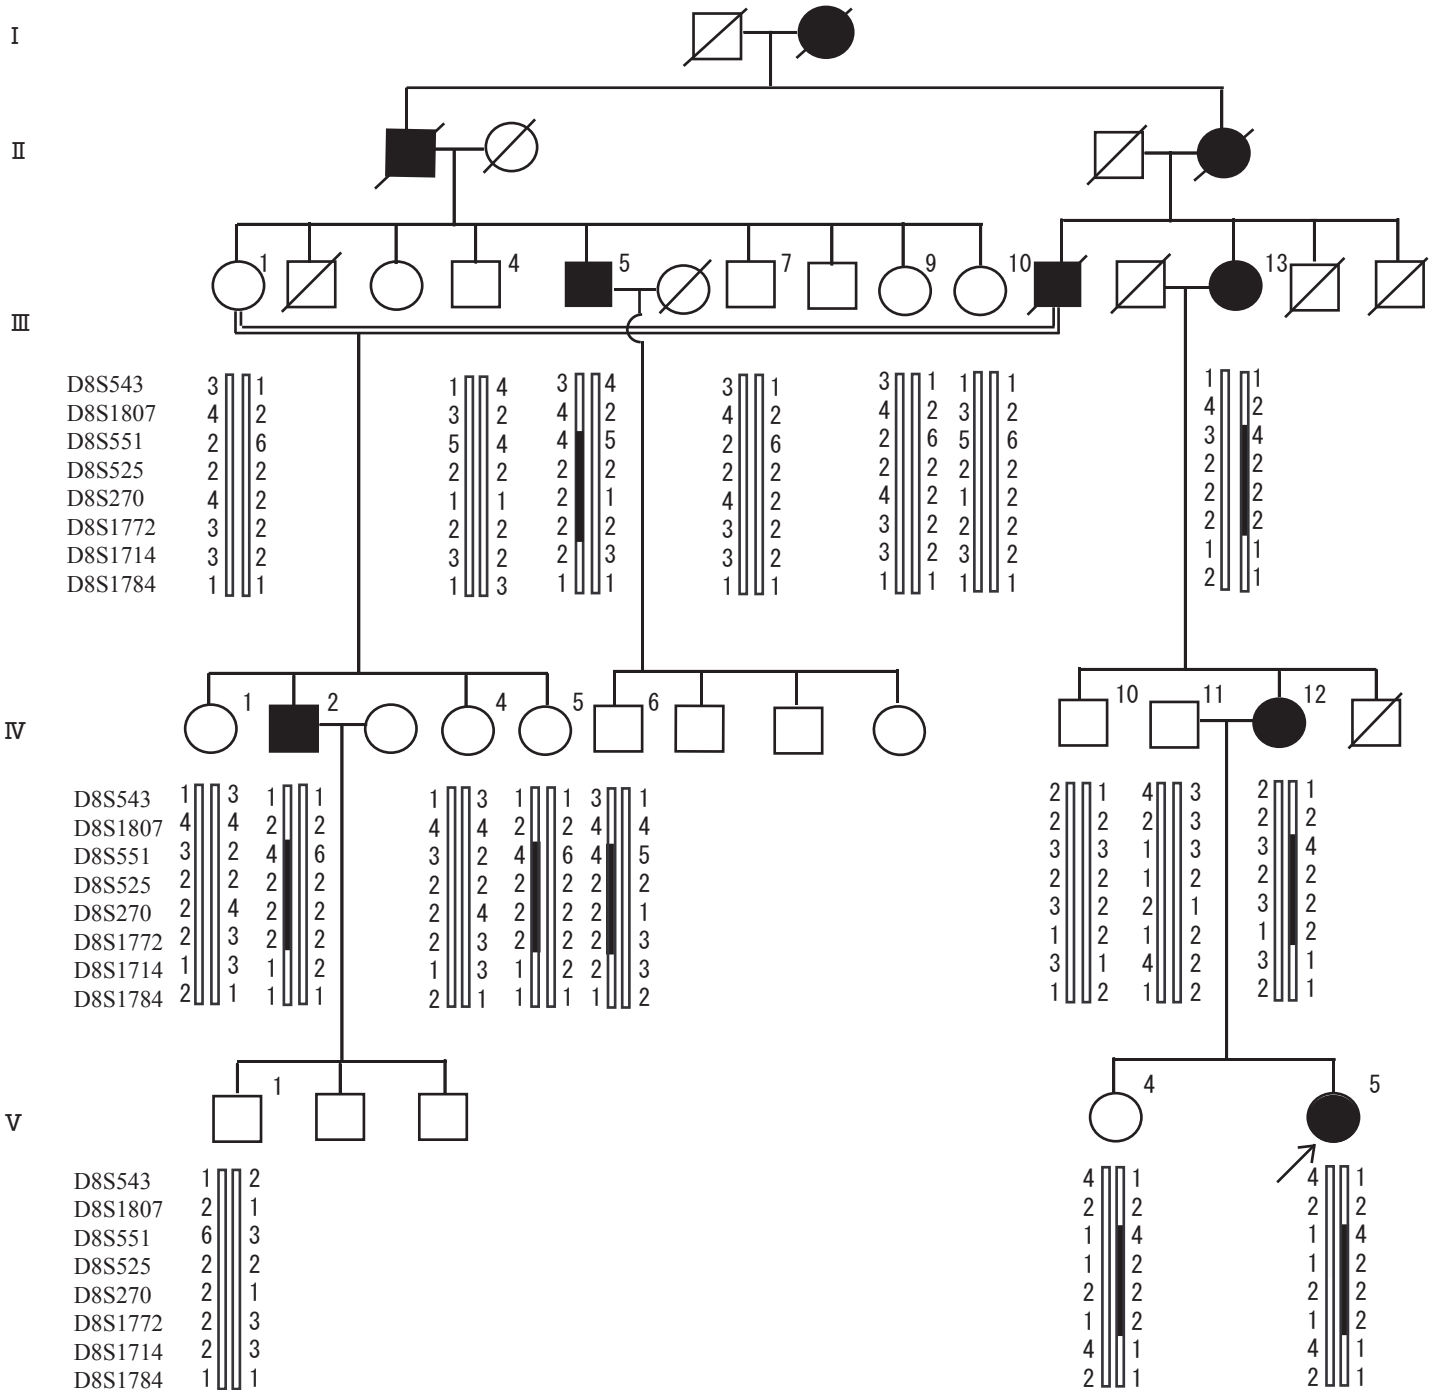 I
II
1 4 5 7 9 10 13
III
D8S543 3 1 1 4 3 4 3 1 3 1 1 1 1 1
D8S1807 4 2 3 2 4 2 4 2 4 2 3 2 4 2
D8S551 2 6 5 4 4 5 2 6 2 6 5 6 3 4
D8S525 2 2 2 2 2 2 2 2 2 2 2 2 2 2
D8S270 4 2 1 1 2 1 4 2 4 2 1 2 2 2
D8S1772 3 2 2 2 2 2 3 2 3 2 2 2 2 2
D8S1714 3 2 3 2 2 3 3 2 3 2 3 2 1 1
D8S1784 1 1 1 3 1 1 1 1 1 1 1 1 2 1
1 2 4 5 6 10 11 12
IV
D8S543 1 3 1 1 1 3 1 1 3 1 2 1 4 3 2 1
D8S1807 4 4 2 2 4 4 2 2 4 4 2 2 2 3 2 2
D8S551 3 2 4 6 3 2 4 6 4 5 3 3 1 3 3 4
D8S525 2 2 2 2 2 2 2 2 2 2 2 2 1 2 2 2
D8S270 2 4 2 2 2 4 2 2 2 1 3 2 2 1 3 2
D8S1772 2 3 2 2 2 3 2 2 2 3 1 2 1 2 1 2
D8S1714 1 3 1 2 1 3 1 2 2 3 3 1 4 2 3 1
D8S1784 2 1 1 1 2 1 1 1 1 2 1 2 1 2 2 1
1 4 5
V
D8S543 1 2 4 1 4 1
D8S1807 2 1 2 2 2 2
D8S551 6 3 1 4 1 4
D8S525 2 2 1 2 1 2
D8S270 2 1 2 2 2 2
D8S1772 2 3 1 2 1 2
D8S1714 2 3 4 1 4 1
D8S1784 1 1 2 1 2 1